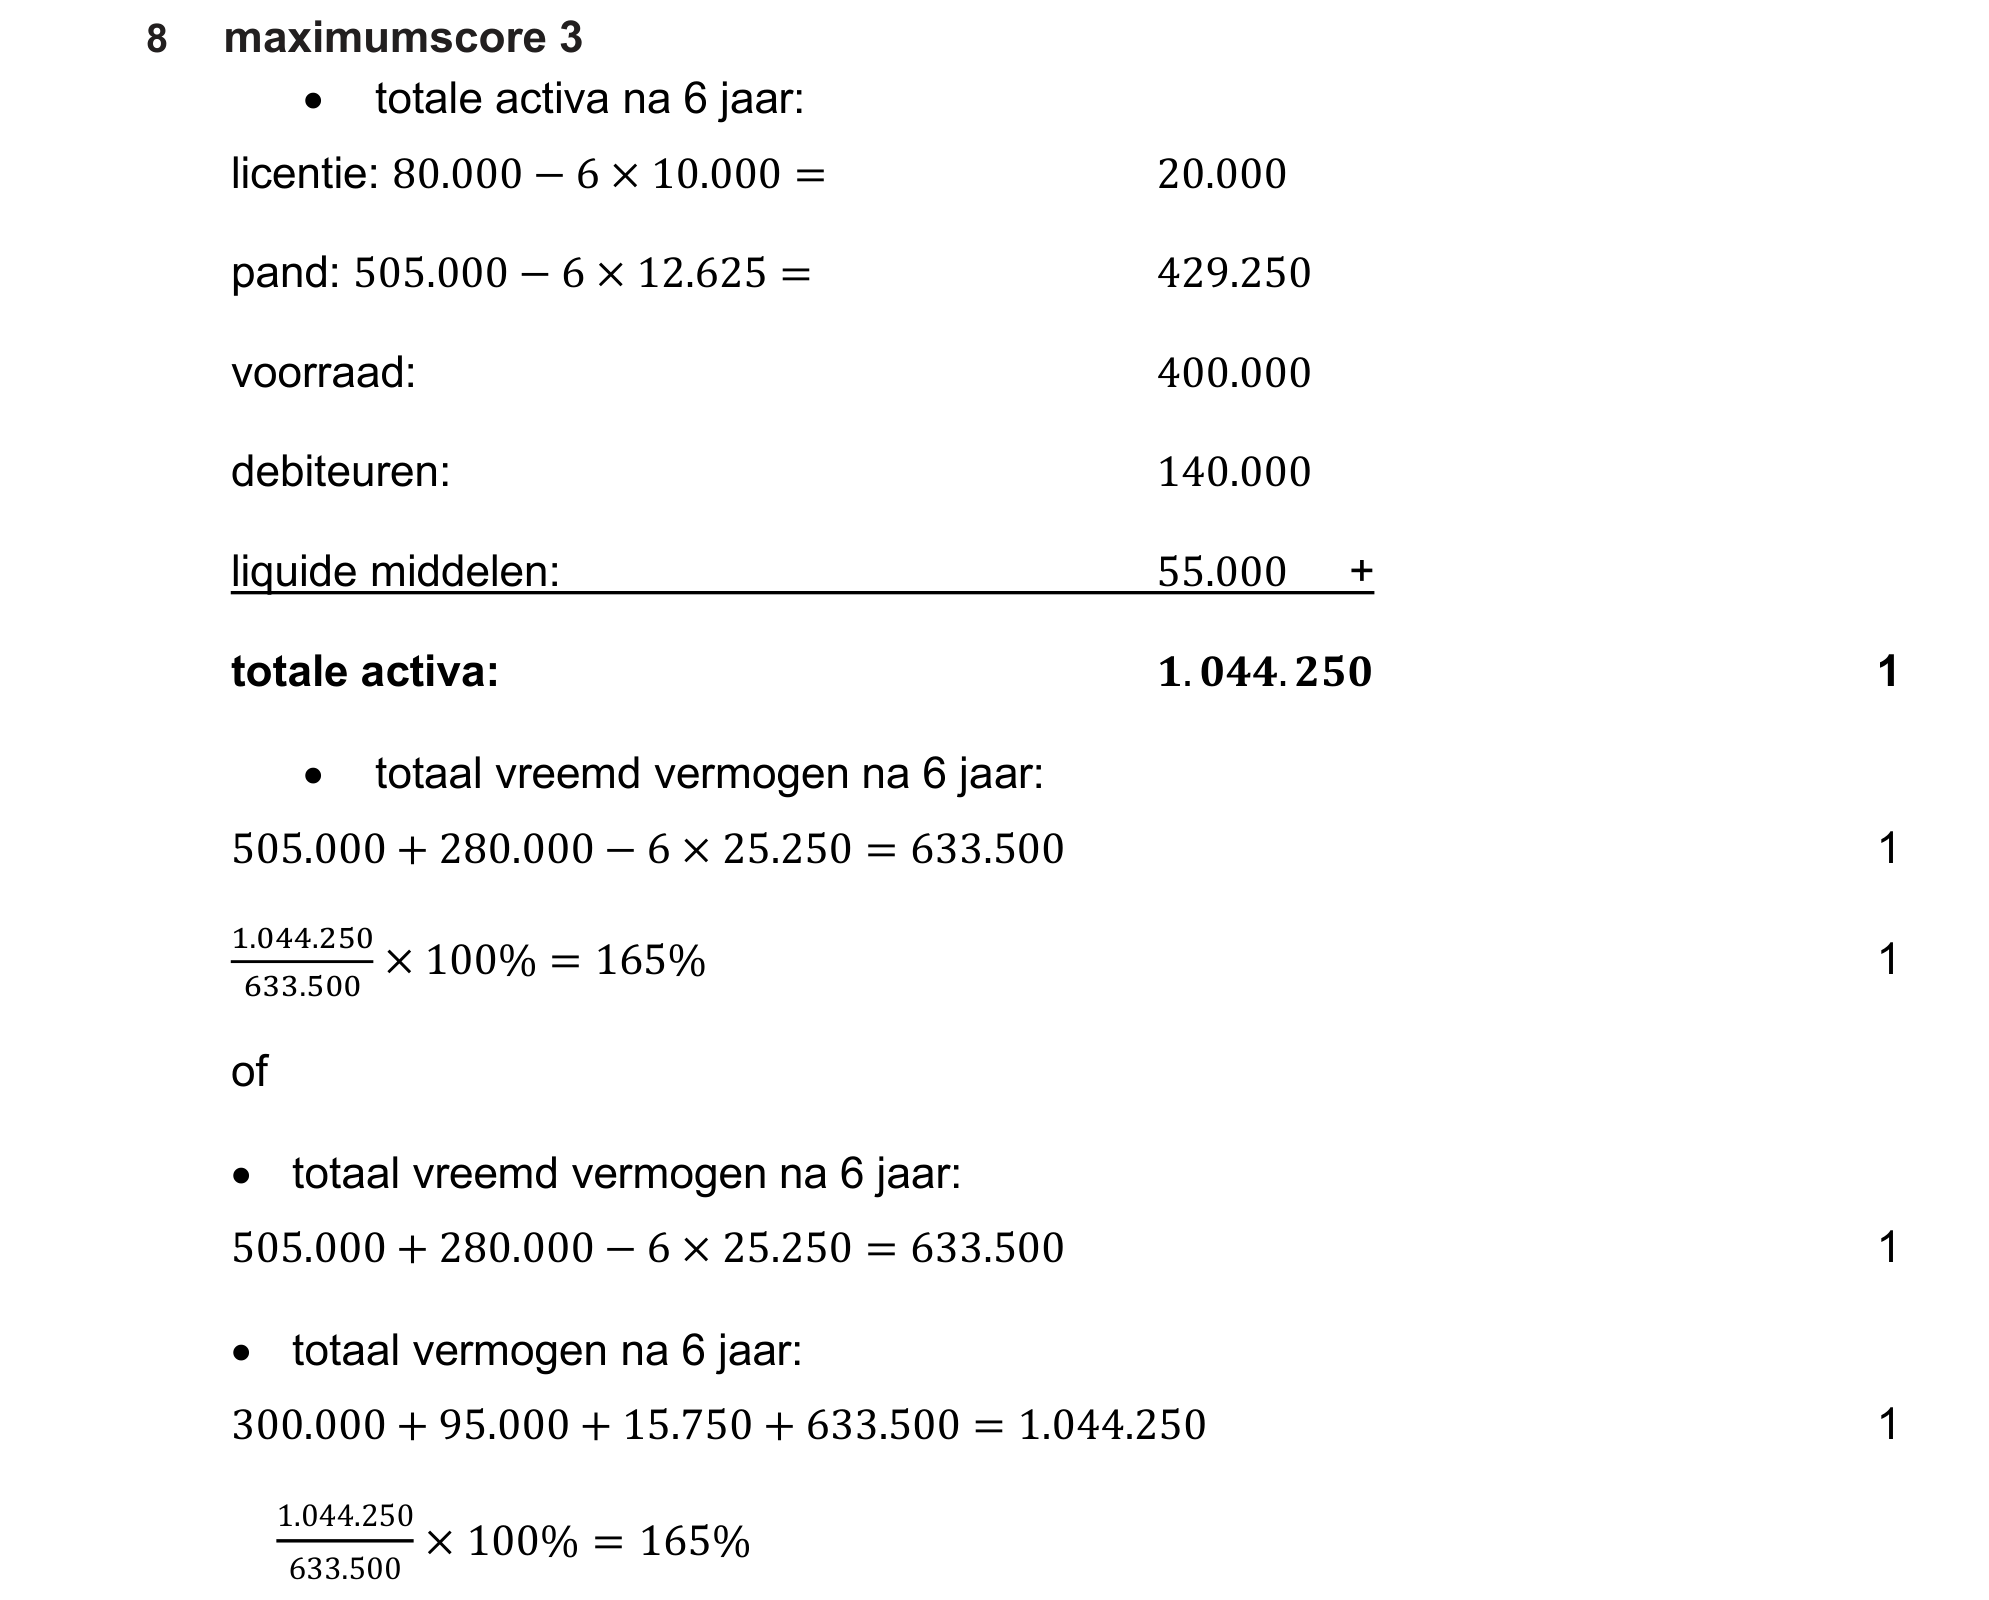 8 maximumscore 3
• totale activa na 6 jaar:
licentie: 80.000 − 6 × 10.000 = 20.000
pand: 505.000 − 6 × 12.625 = 429.250
voorraad: 400.000
debiteuren: 140.000
liquide middelen: 55.000 +
totale activa: 1.044.250 1
• totaal vreemd vermogen na 6 jaar:
505.000 + 280.000 − 6 × 25.250 = 633.500 1
1.044.250/633.500 × 100% = 165% 1
of
• totaal vreemd vermogen na 6 jaar:
505.000 + 280.000 − 6 × 25.250 = 633.500 1
• totaal vermogen na 6 jaar:
300.000 + 95.000 + 15.750 + 633.500 = 1.044.250 1
1.044.250/633.500 × 100% = 165%